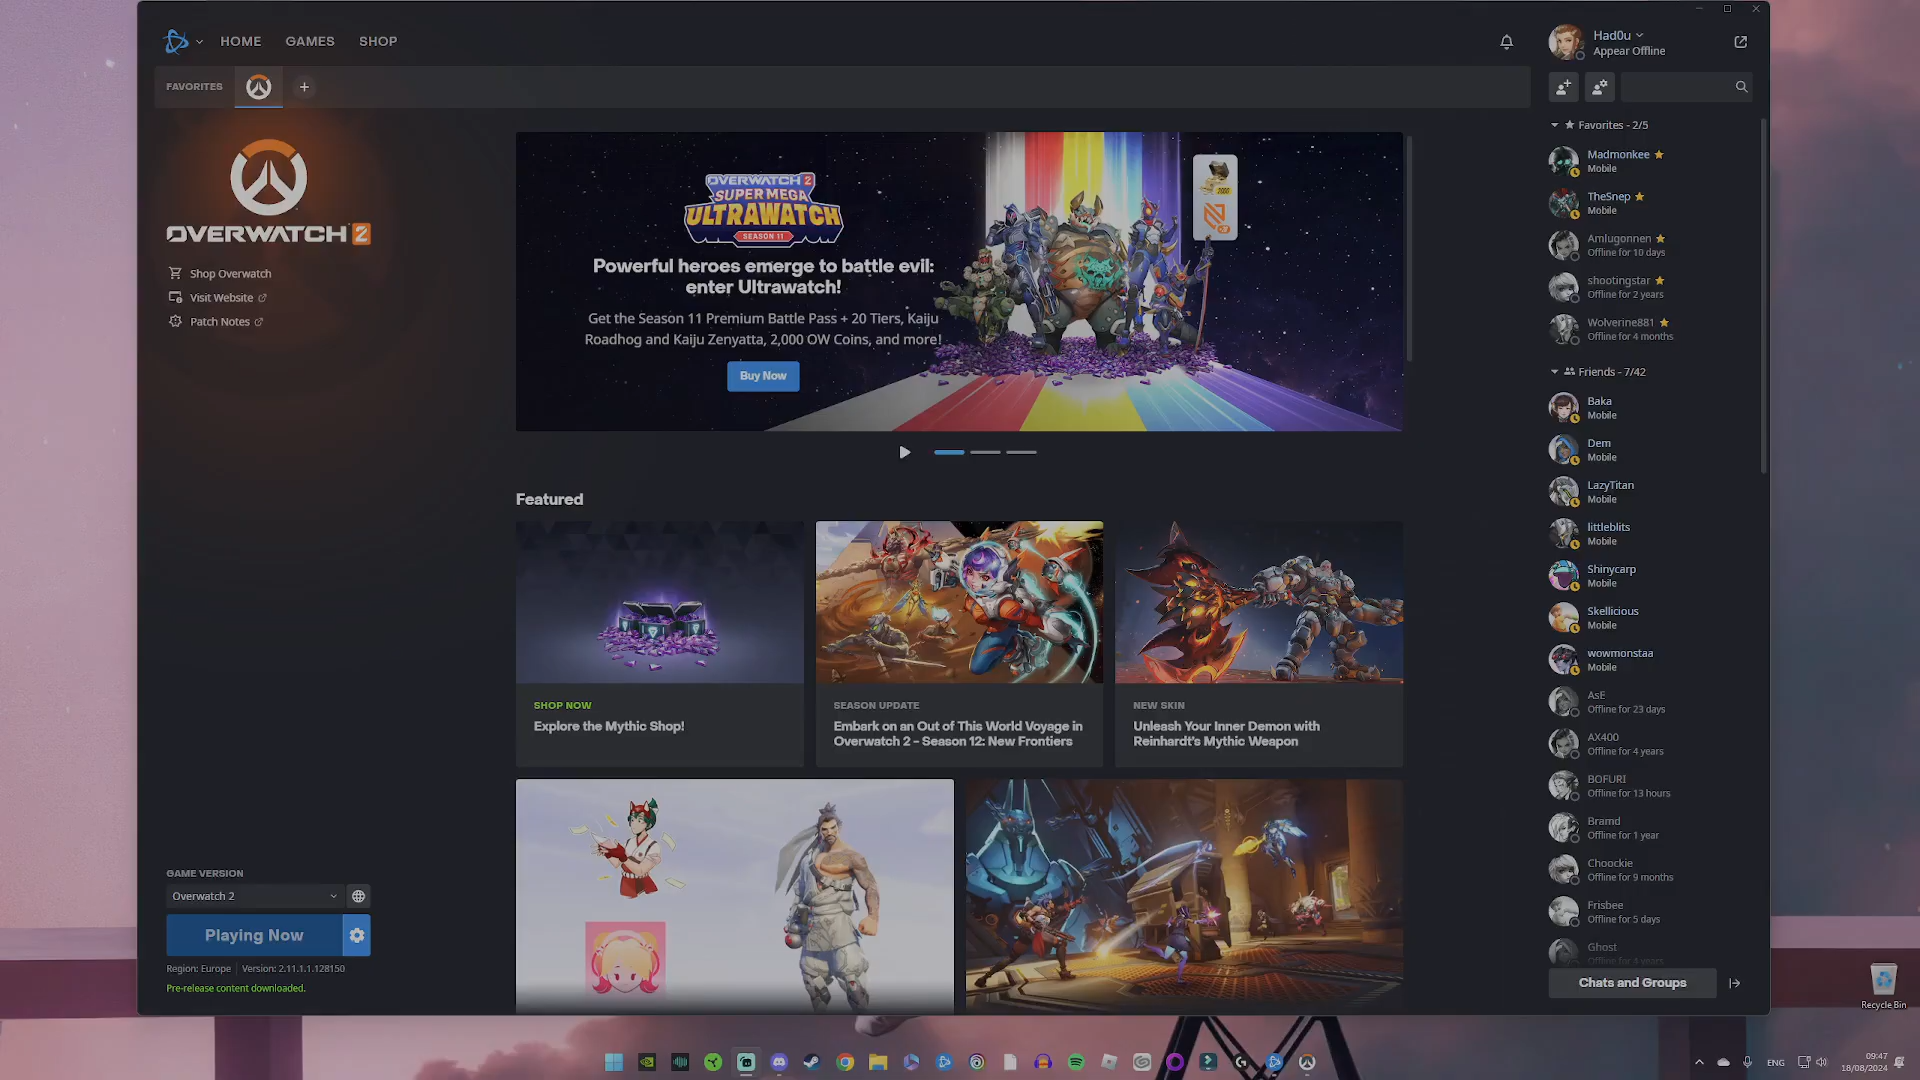 HOME
GAMES
SHOP
Had0u
Appear Offline
FAVORITES
OVERWATCH 2
Shop Overwatch
Visit Website
Patch Notes
OVERWATCH 2
SUPER MEGA
ULTRAWATCH
SEASON 11
Powerful heroes emerge to battle evil:
enter Ultrawatch!
Get the Season 11 Premium Battle Pass + 20 Tiers, Kaiju
Roadhog and Kaiju Zenyatta, 2,000 OW Coins, and more!
Buy Now
Featured
SHOP NOW
Explore the Mythic Shop!
SEASON UPDATE
Embark on an Out of This World Voyage in
Overwatch 2 – Season 12: New Frontiers
NEW SKIN
Unleash Your Inner Demon with
Reinhardt's Mythic Weapon
GAME VERSION
Overwatch 2
Playing Now
Region: Europe
Version: 2.11.1.1.128150
Pre-release content downloaded.
Favorites - 2/5
Madmonkee
Mobile
TheSnep
Mobile
Amlugonnen
Offline for 10 days
shootingstar
Offline for 2 years
Wolverine881
Offline for 4 months
Friends - 7/42
Baka
Mobile
Dem
Mobile
LazyTitan
Mobile
littleblits
Mobile
Shinycarp
Mobile
Skellicious
Mobile
wowmonstaa
Mobile
AsE
Offline for 23 days
AX400
Offline for 4 years
BOFURI
Offline for 13 hours
Bramd
Offline for 1 year
Choockie
Offline for 9 months
Frisbee
Offline for 5 days
Ghost
Offline for 4 years
Chats and Groups
Recycle Bin
ENG
09:47
18/08/2024